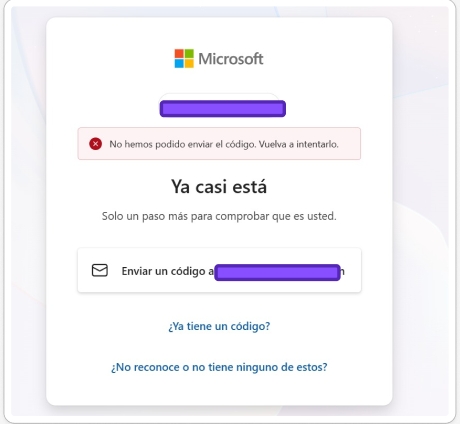 Microsoft
No hemos podido enviar el código. Vuelva a intentarlo.
Ya casi está
Solo un paso más para comprobar que es usted.
Enviar un código a
¿Ya tiene un código?
¿No reconoce o no tiene ninguno de estos?